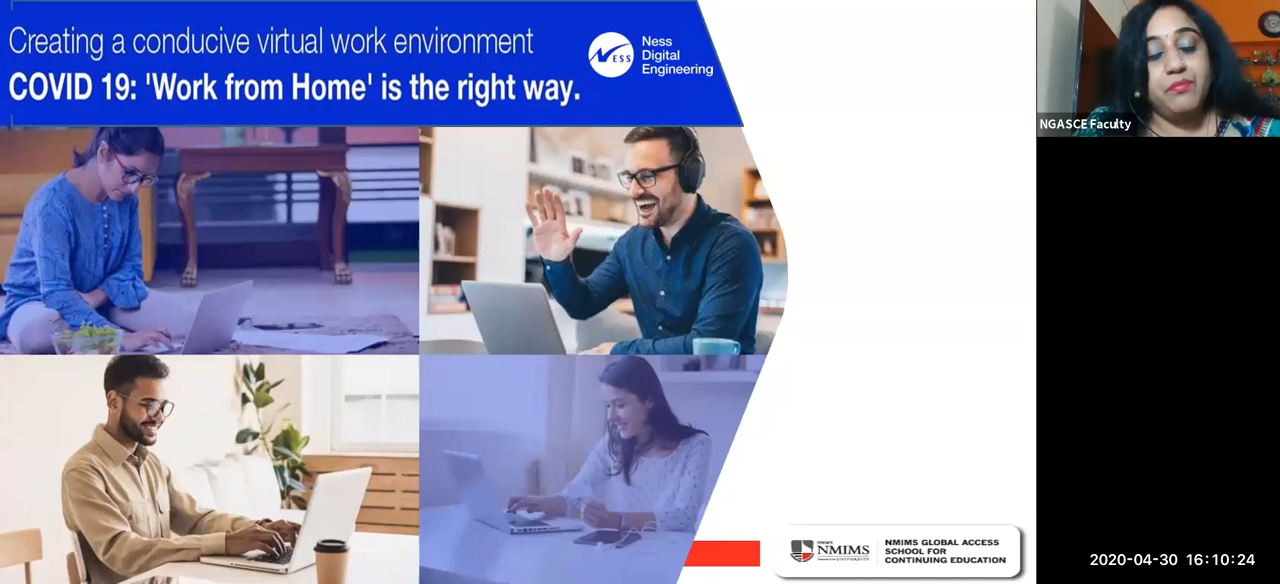 Creating a conducive virtual work environment
COVID 19: 'Work from Home' is the right way.
NESS
Ness
Digital
Engineering
NGASCE Faculty
NMIMS
NMIMS GLOBAL ACCESS
SCHOOL FOR
CONTINUING EDUCATION
2020-04-30 16:10:24